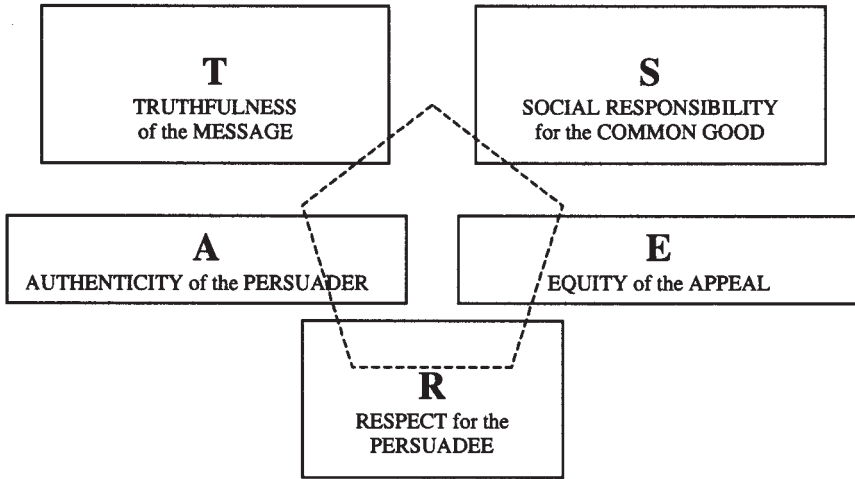 T
TRUTHFULNESS
of the MESSAGE
S
SOCIAL RESPONSIBILITY
for the COMMON GOOD
A
AUTHENTICITY of the PERSUADER
E
EQUITY of the APPEAL
R
RESPECT for the
PERSUADEE